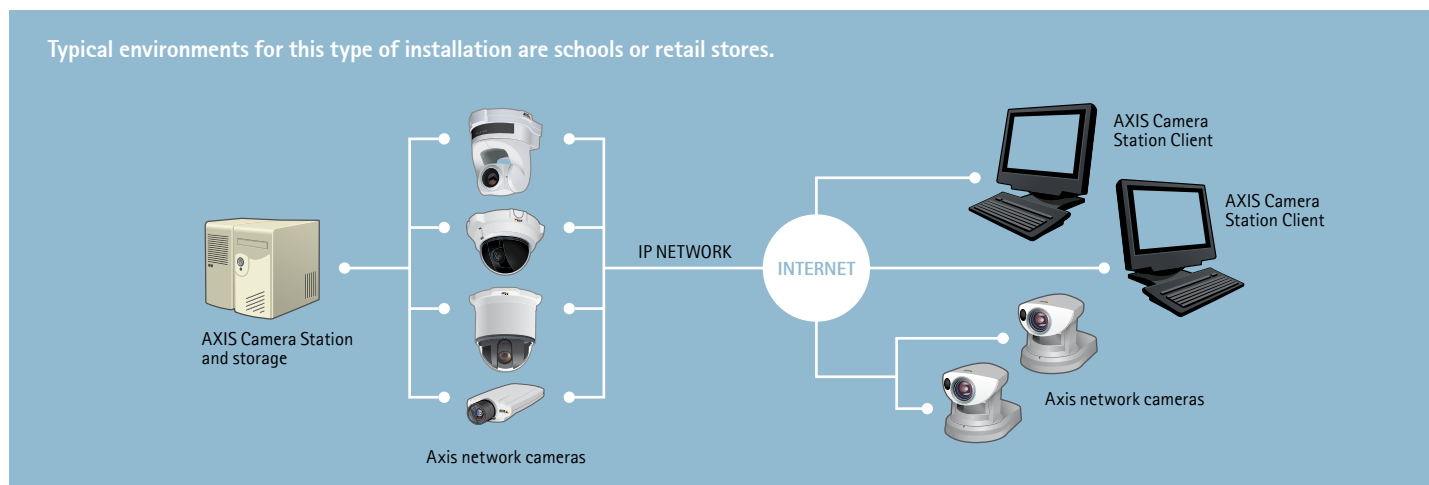 Typical environments for this type of installation are schools or retail stores.
AXIS Camera
Station Client
AXIS Camera
Station Client
IP NETWORK
INTERNET
AXIS Camera Station
and storage
Axis network cameras
Axis network cameras